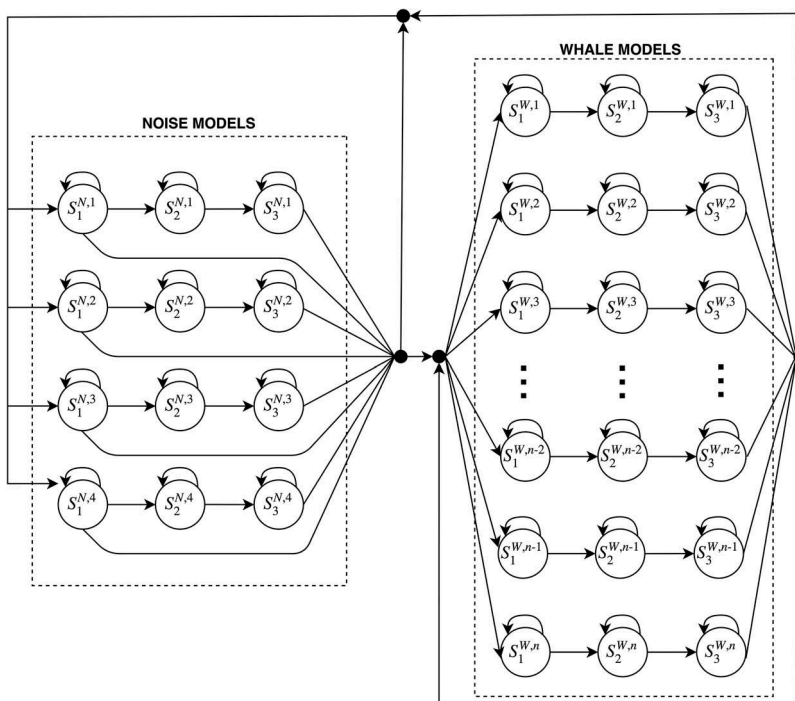 WHALE MODELS
S_1^{W,1} S_2^{W,1} S_3^{W,1}
S_1^{W,2} S_2^{W,2} S_3^{W,2}
S_1^{W,3} S_2^{W,3} S_3^{W,3}
S_1^{W,n-2} S_2^{W,n-2} S_3^{W,n-2}
S_1^{W,n-1} S_2^{W,n-1} S_3^{W,n-1}
S_1^{W,n} S_2^{W,n} S_3^{W,n}
NOISE MODELS
S_1^{N,1} S_2^{N,1} S_3^{N,1}
S_1^{N,2} S_2^{N,2} S_3^{N,2}
S_1^{N,3} S_2^{N,3} S_3^{N,3}
S_1^{N,4} S_2^{N,4} S_3^{N,4}